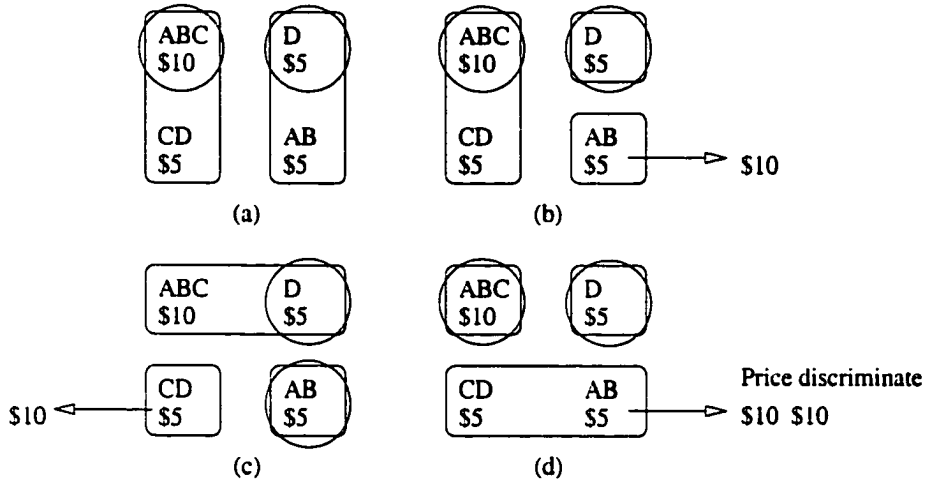 ABC D
$10 $5
CD AB
$5 $5
(a)
ABC D
$10 $5
CD AB
$5 $5 $10
(b)
ABC D
$10 $5
CD AB
$10 $5 $5
(c)
ABC D
$10 $5
CD AB Price discriminate
$5 $5 $10 $10
(d)